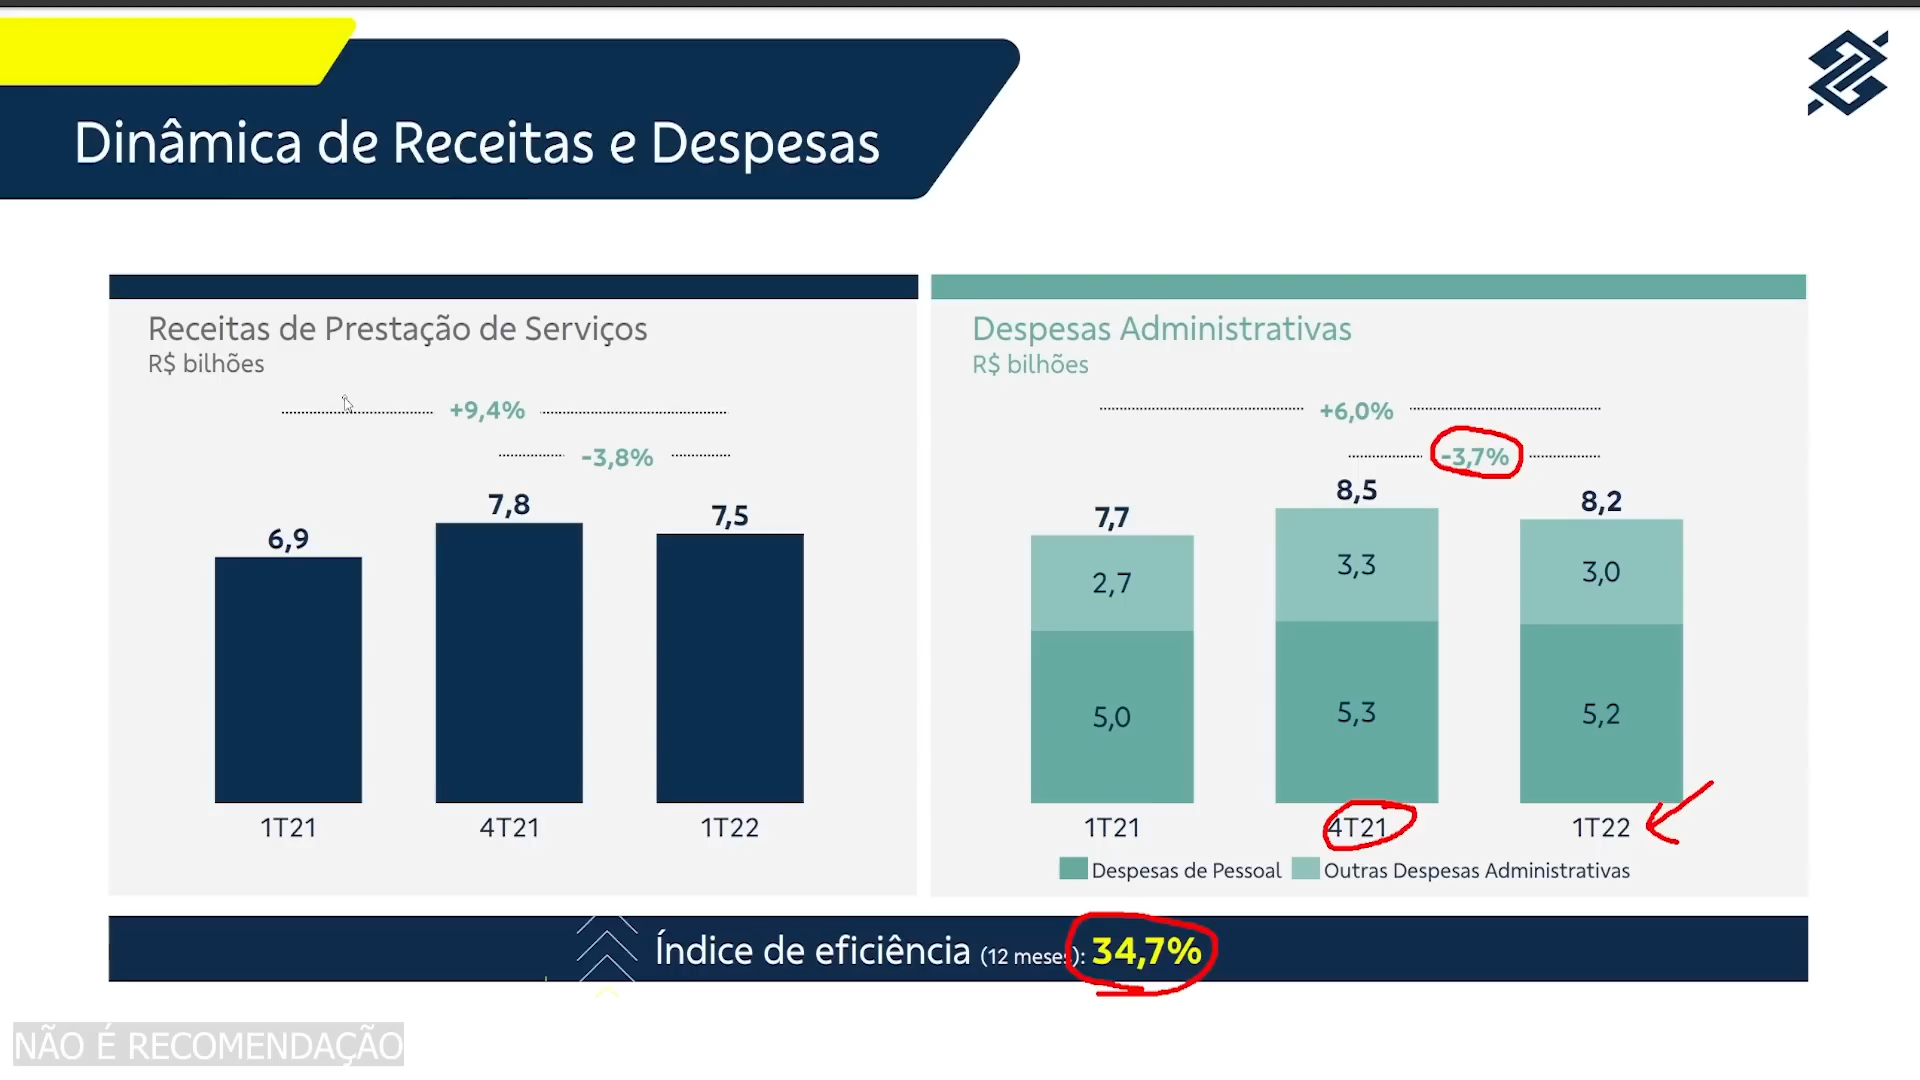 Dinâmica de Receitas e Despesas
Receitas de Prestação de Serviços
R$ bilhões
+9,4%
-3,8%
6,9
7,8
7,5
1T21
4T21
1T22
Despesas Administrativas
R$ bilhões
+6,0%
-3,7%
7,7
8,5
8,2
2,7
3,3
3,0
5,0
5,3
5,2
1T21
4T21
1T22
Despesas de Pessoal
Outras Despesas Administrativas
Índice de eficiência (12 meses): 34,7%
NÃO É RECOMENDAÇÃO